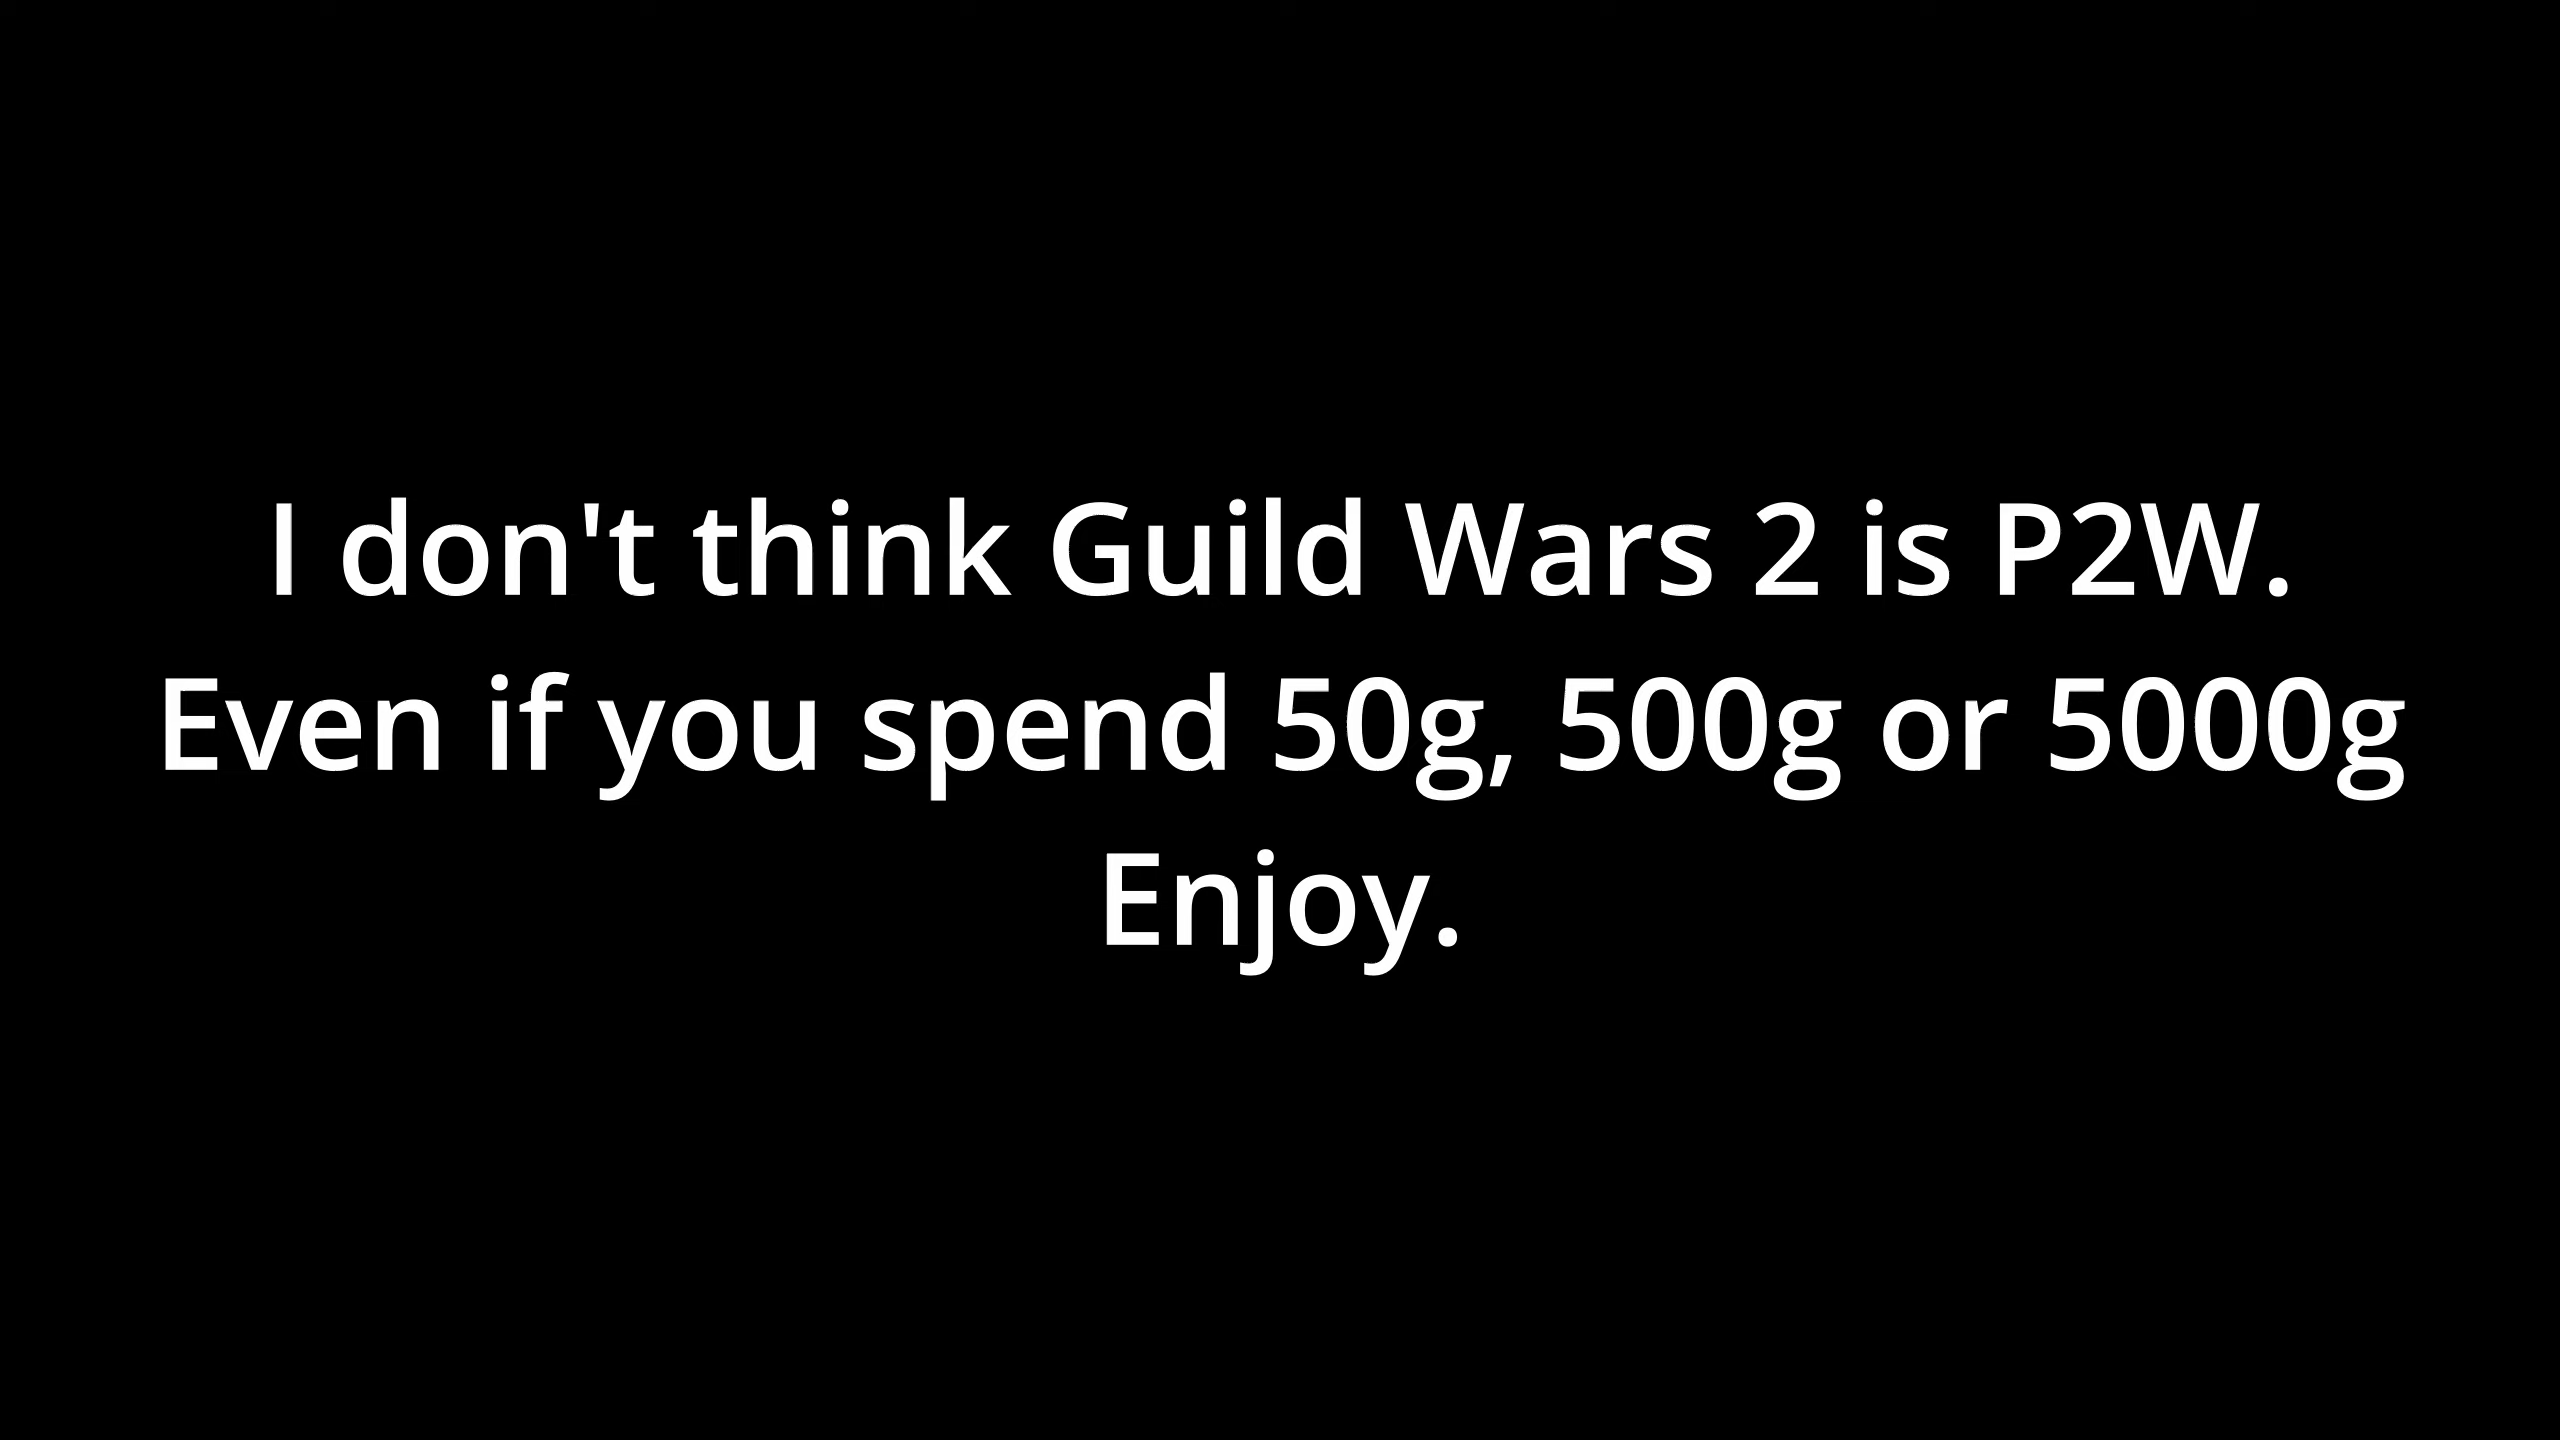 I don't think Guild Wars 2 is P2W.
Even if you spend 50g, 500g or 5000g
Enjoy.